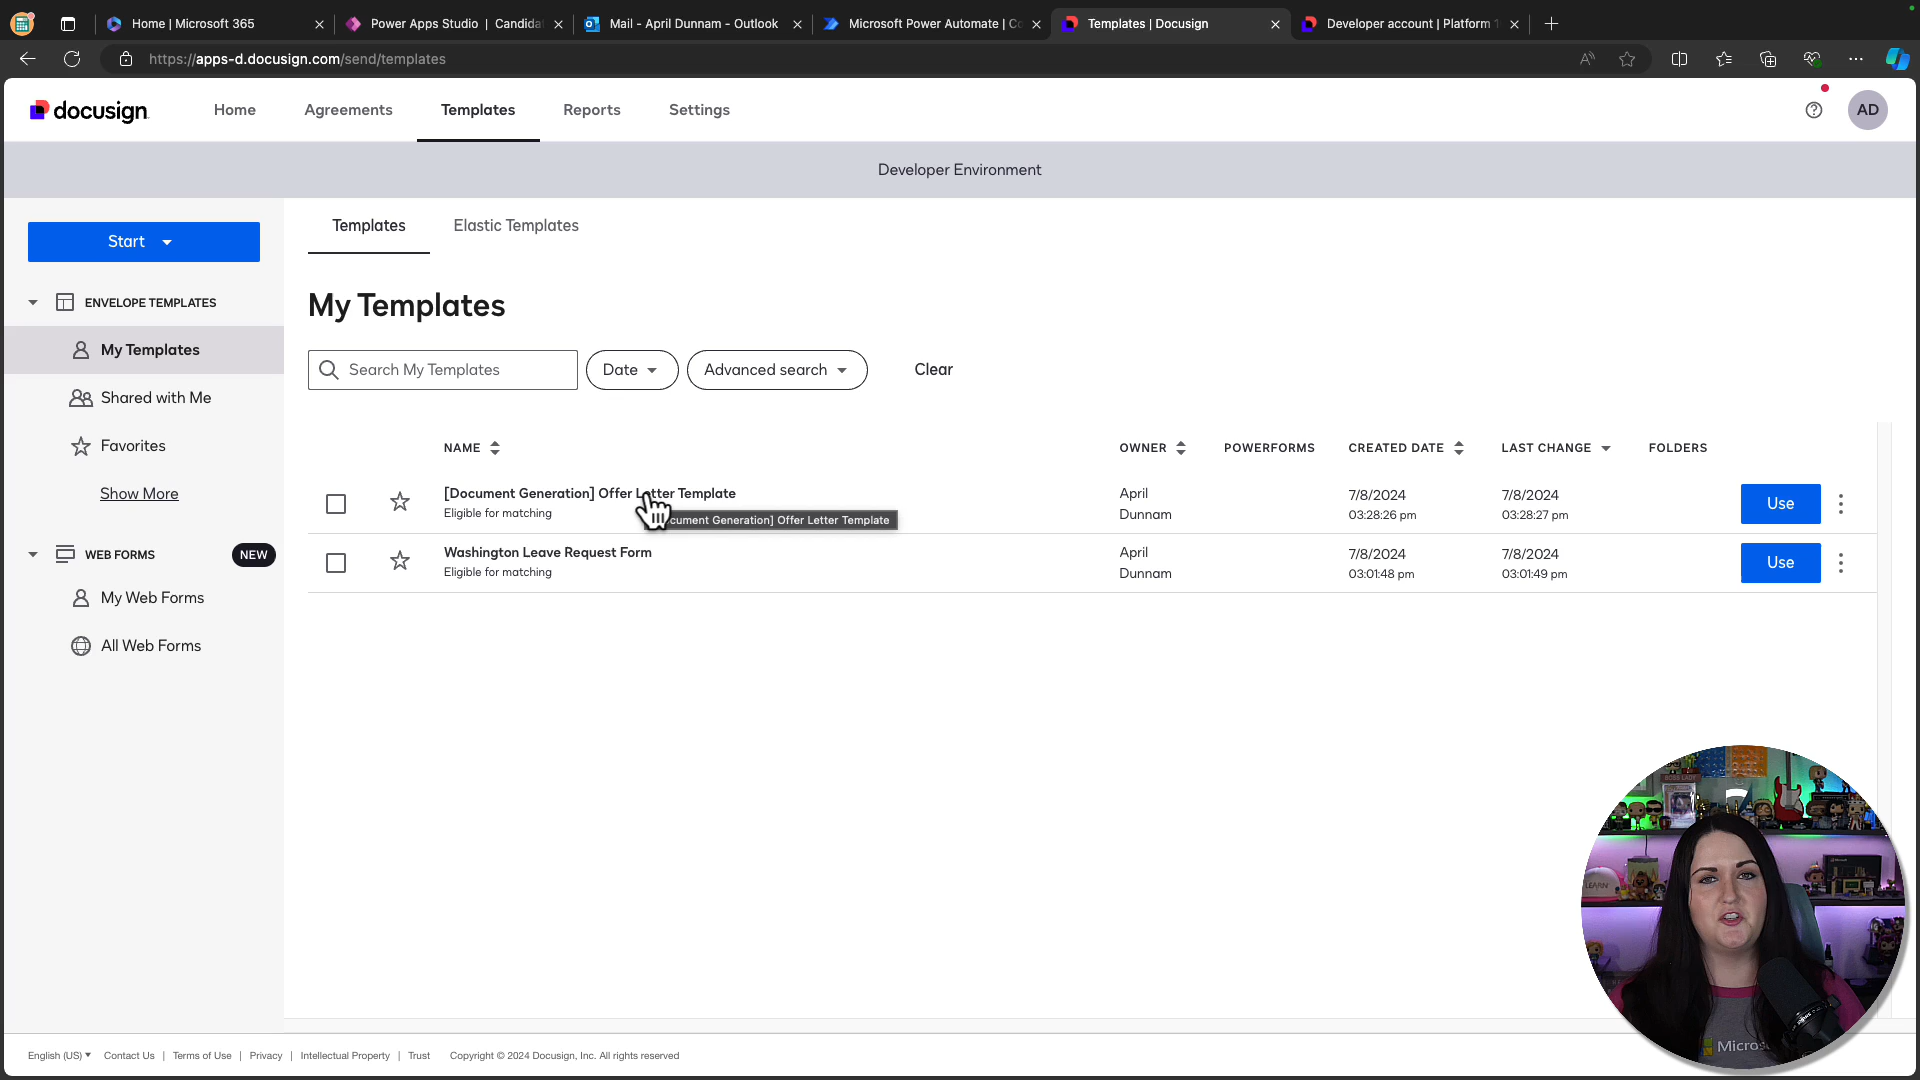 Home | Microsoft 365
Power Apps Studio | Candida
Mail - April Dunnam - Outlook
Microsoft Power Automate | Co
Templates | Docusign
Developer account | Platform 1
https://apps-d.docusign.com/send/templates
docusign
Home
Agreements
Templates
Reports
Settings
AD
Developer Environment
Start
ENVELOPE TEMPLATES
My Templates
Shared with Me
Favorites
Show More
WEB FORMS
NEW
My Web Forms
All Web Forms
Templates
Elastic Templates
My Templates
Search My Templates
Date
Advanced search
Clear
NAME
OWNER
POWERFORMS
CREATED DATE
LAST CHANGE
FOLDERS
[Document Generation] Offer Letter Template
Eligible for matching
cument Generation] Offer Letter Template
April
Dunnam
7/8/2024
03:28:26 pm
7/8/2024
03:28:27 pm
Use
Washington Leave Request Form
Eligible for matching
April
Dunnam
7/8/2024
03:01:48 pm
7/8/2024
03:01:49 pm
Use
BOSS LADY
LEARN
Micros
English (US)
Contact Us | Terms of Use | Privacy | Intellectual Property | Trust
Copyright © 2024 Docusign, Inc. All rights reserved